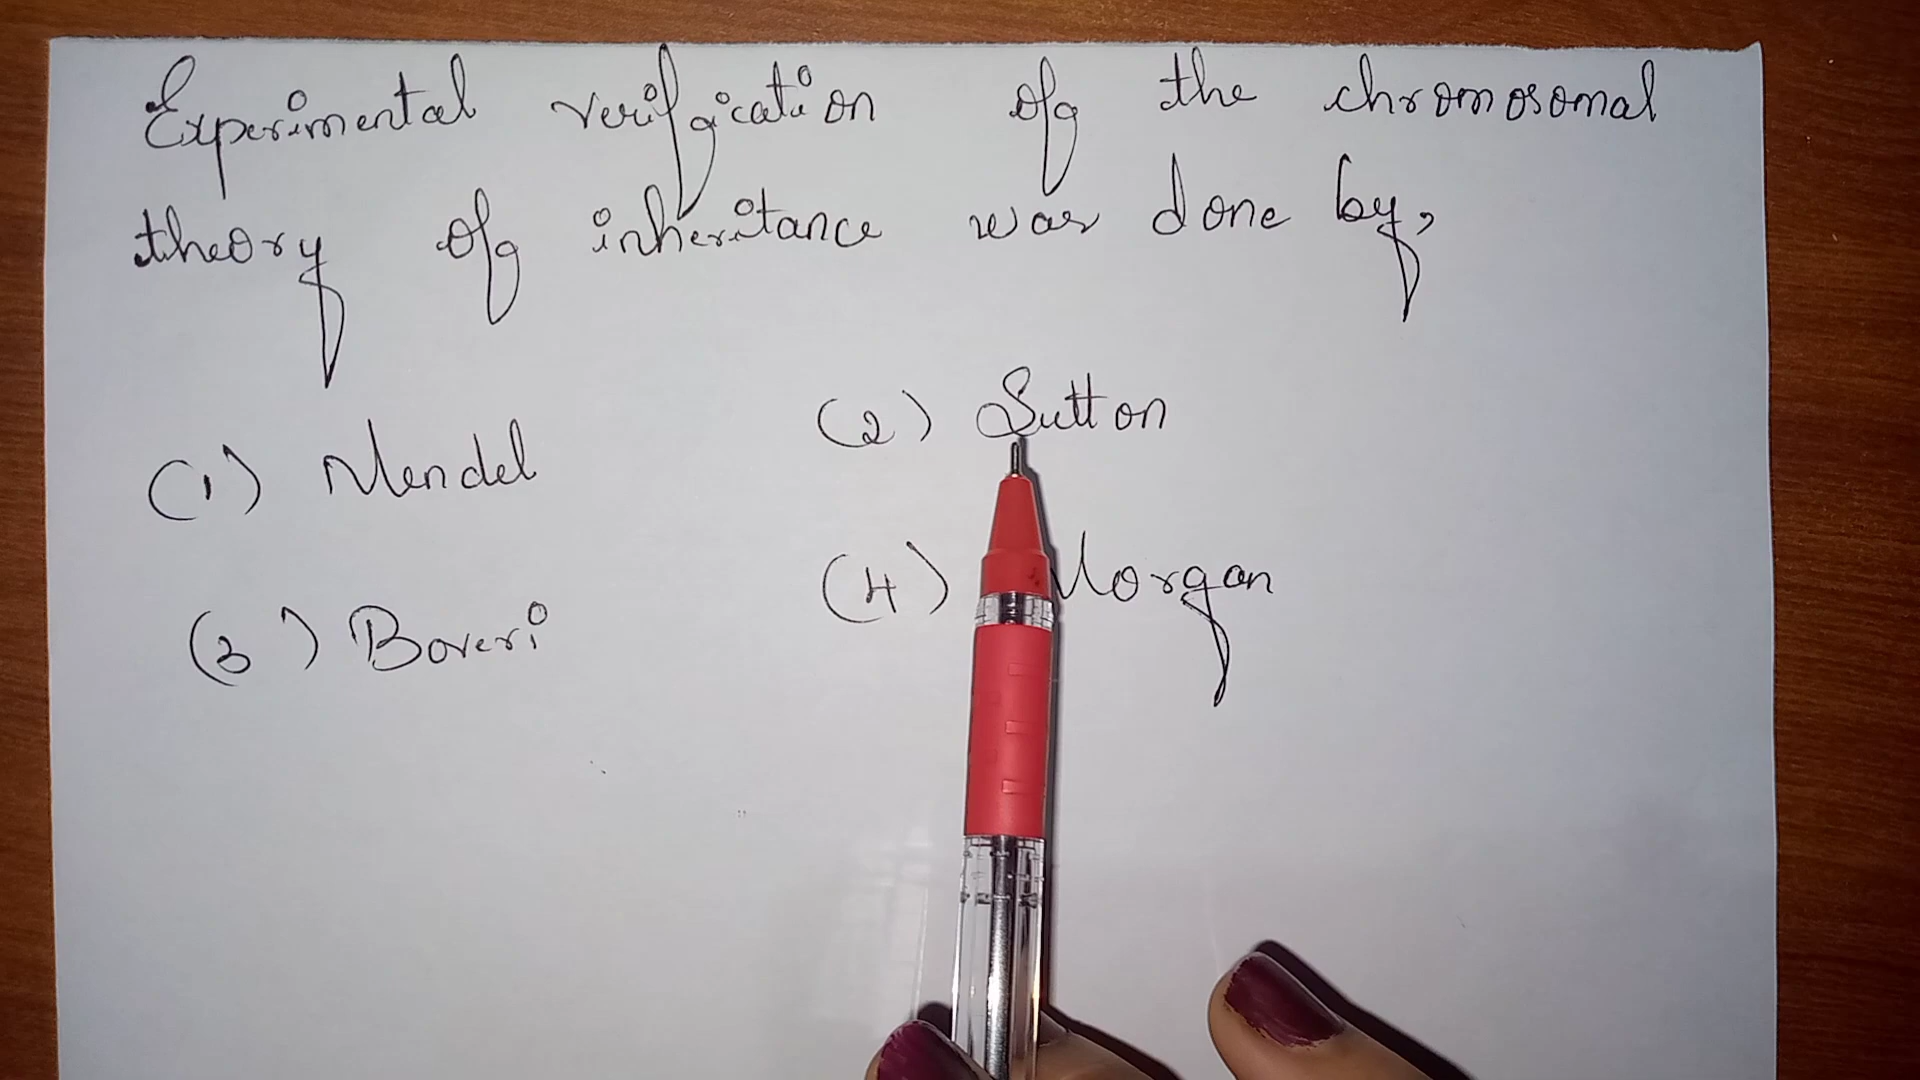 Experimental verification of the chromosomal
theory of inheritance was done by,
(1) Mendel
(2) Sutton
(3) Boveri
(4) Morgan